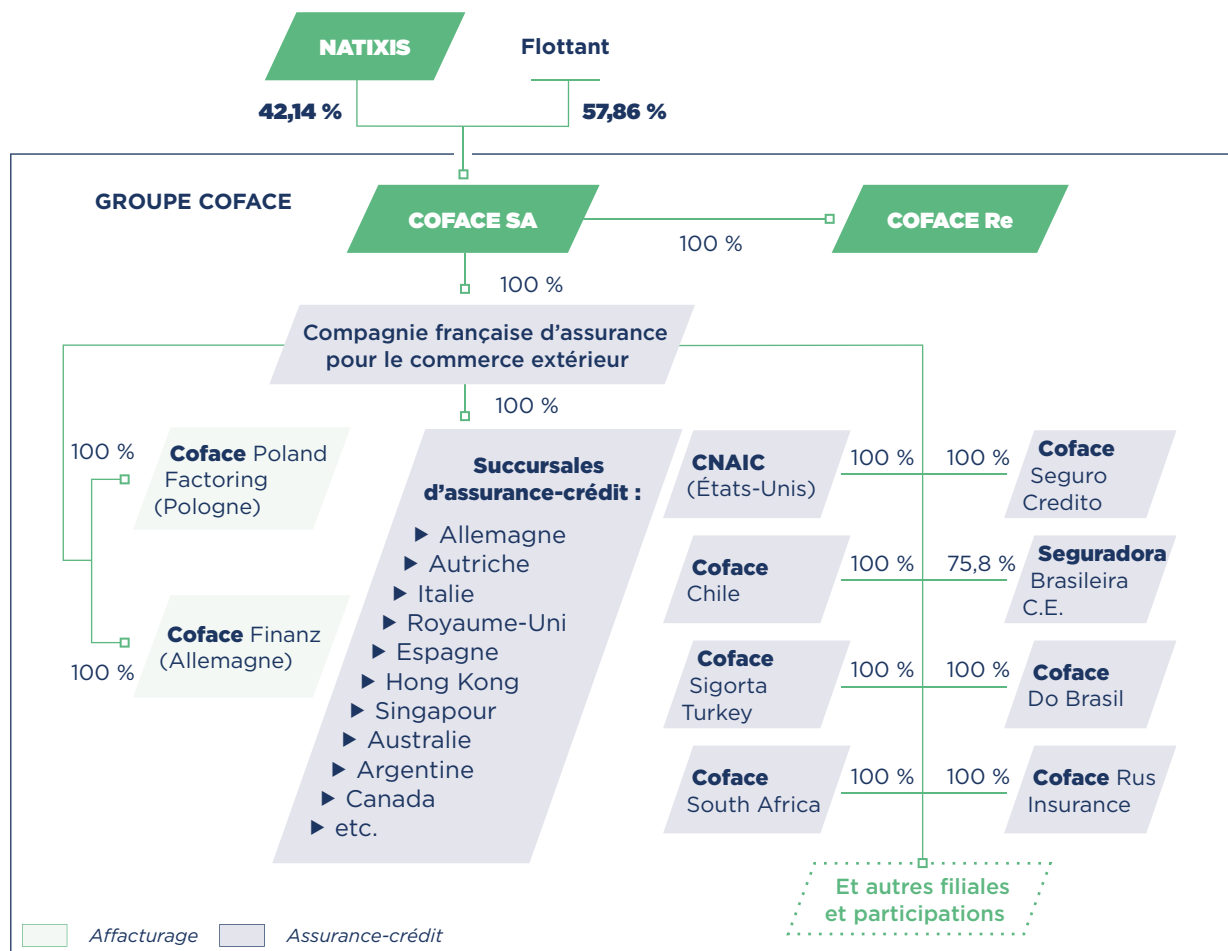 NATIXIS
Flottant
42,14 %
57,86 %
GROUPE COFACE
COFACE SA
COFACE Re
100 %
100 %
Compagnie française d'assurance
pour le commerce extérieur
100 %
100 %
Coface Poland
Factoring
(Pologne)
Coface Finanz
(Allemagne)
100 %
Succursales
d'assurance-crédit :
▶ Allemagne
▶ Autriche
▶ Italie
▶ Royaume-Uni
▶ Espagne
▶ Hong Kong
▶ Singapour
▶ Australie
▶ Argentine
▶ Canada
▶ etc.
CNAIC
(États-Unis)
100 %
100 %
Coface
Seguro
Credito
Coface
Chile
100 %
75,8 %
Seguradora
Brasileira
C.E.
Coface
Sigorta
Turkey
100 %
100 %
Coface
Do Brasil
Coface
South Africa
100 %
100 %
Coface Rus
Insurance
Et autres filiales
et participations
Affacturage
Assurance-crédit